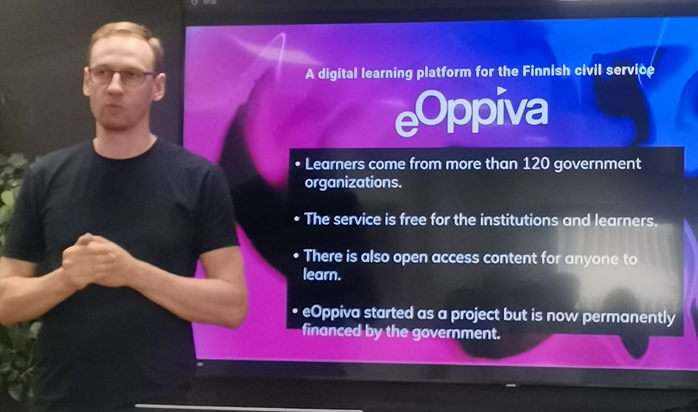 A digital learning platform for the Finnish civil service
eOppiva
• Learners come from more than 120 government
organizations.
• The service is free for the institutions and learners.
• There is also open access content for anyone to
learn.
• eOppiva started as a project but is now permanently
financed by the government.